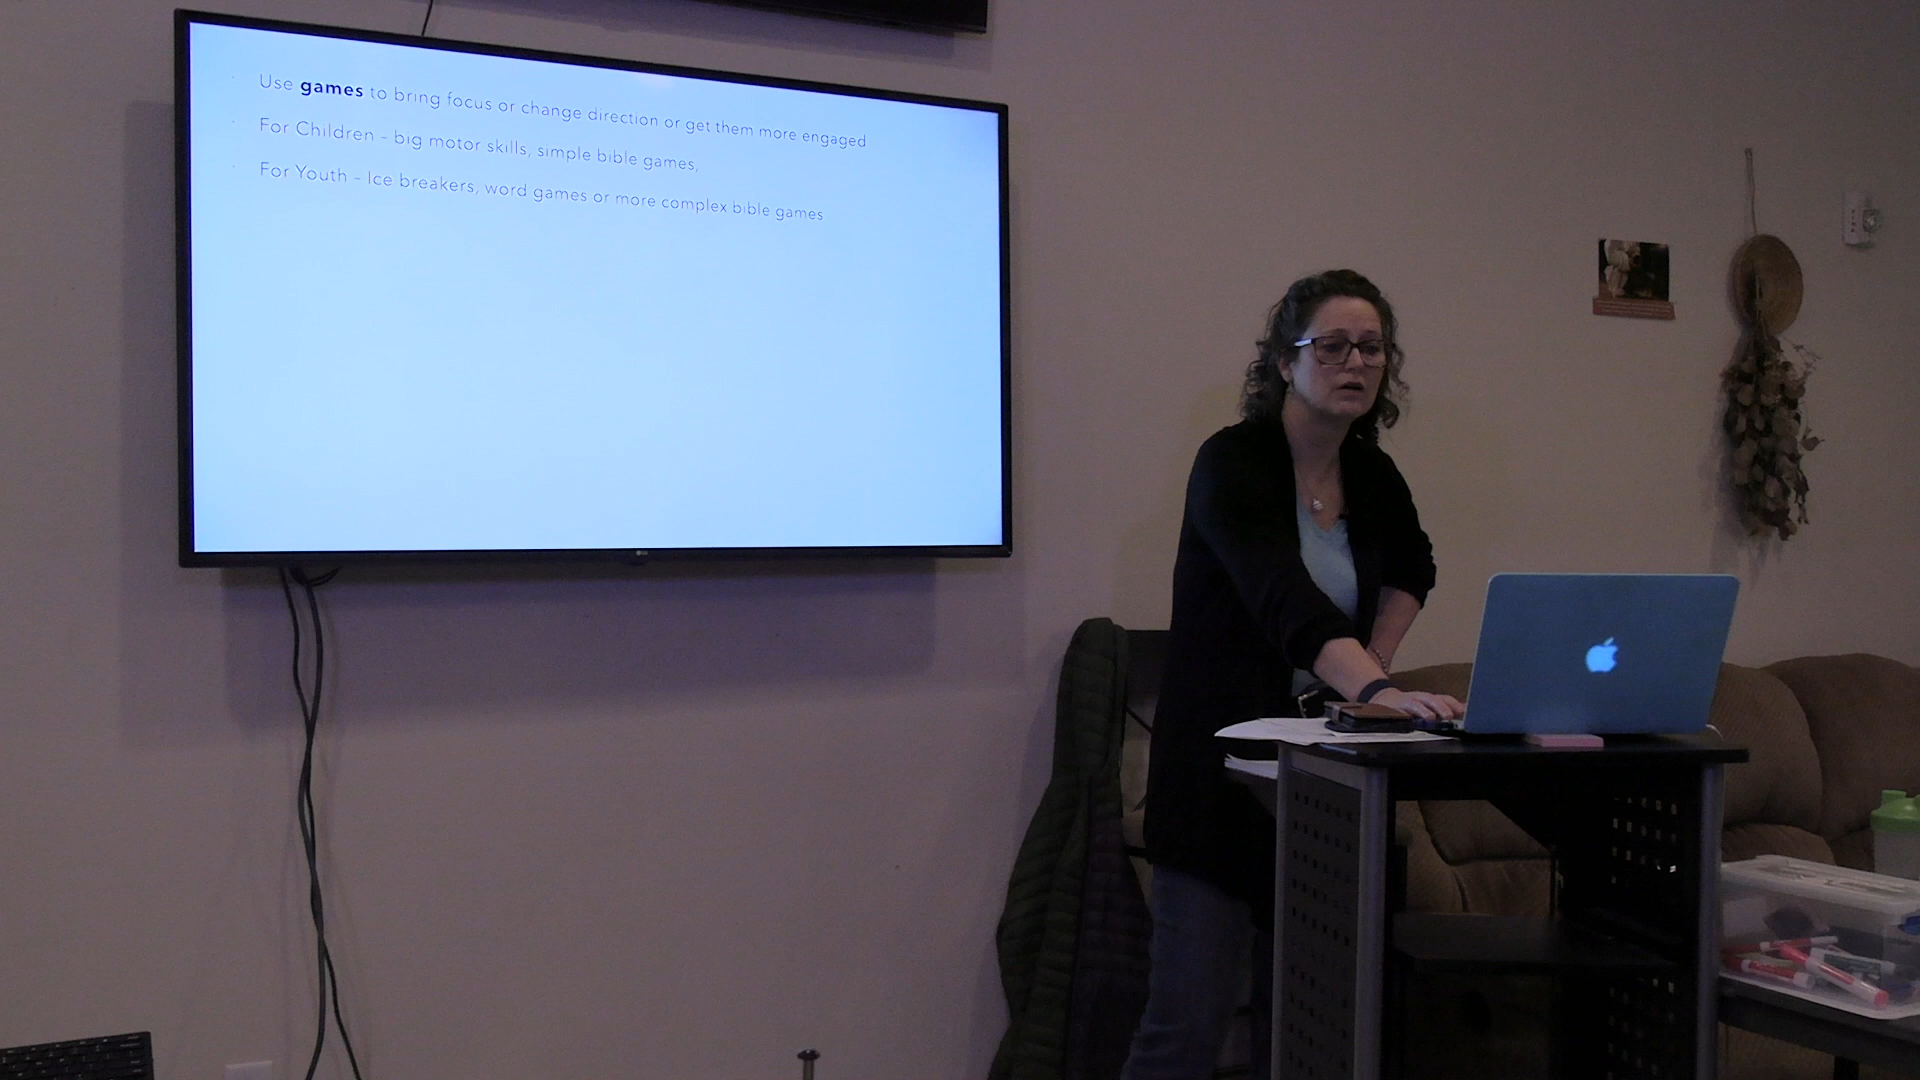 Use games to bring focus or change direction or get them more engaged
For Children - big motor skills, simple bible games,
For Youth - Ice breakers, word games or more complex bible games
LG